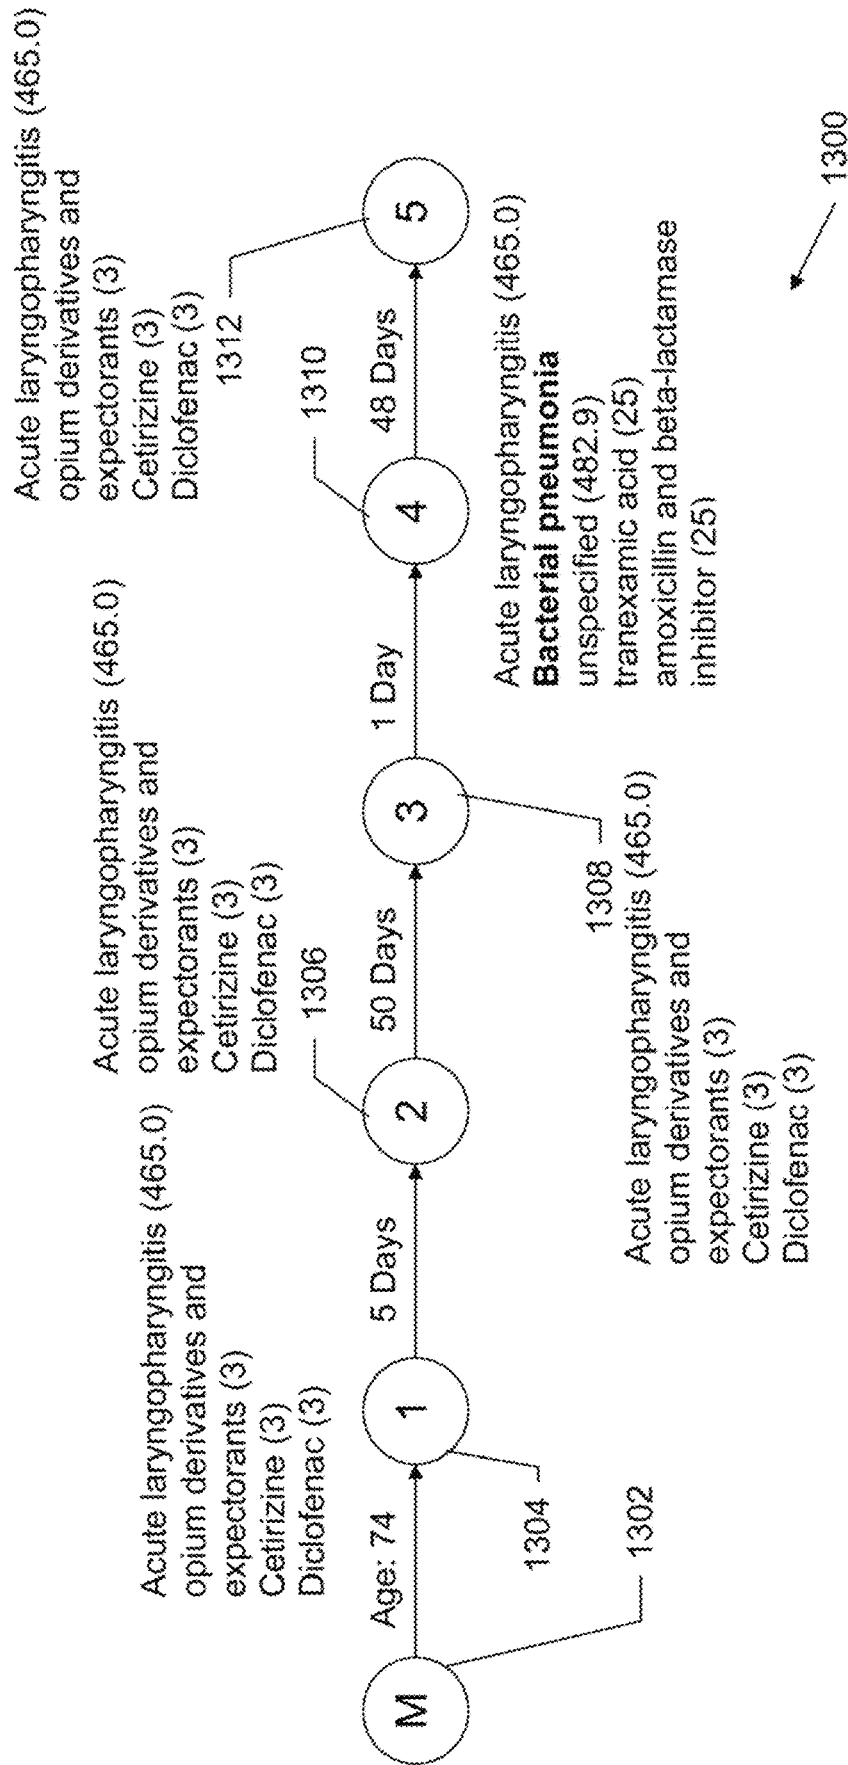 Acute laryngopharyngitis (465.0)
opium derivatives and
expectorants (3)
Cetirizine (3)
Diclofenac (3)
Acute laryngopharyngitis (465.0)
opium derivatives and
expectorants (3)
Cetirizine (3)
Diclofenac (3)
1306
Acute laryngopharyngitis (465.0)
opium derivatives and
expectorants (3)
Cetirizine (3)
Diclofenac (3)
1312
1310
M
Age: 74
1
5 Days
2
50 Days
3
1 Day
4
48 Days
5
1304
1302
1308
Acute laryngopharyngitis (465.0)
opium derivatives and
expectorants (3)
Cetirizine (3)
Diclofenac (3)
Acute laryngopharyngitis (465.0)
Bacterial pneumonia
unspecified (482.9)
tranexamic acid (25)
amoxicillin and beta-lactamase
inhibitor (25)
1300